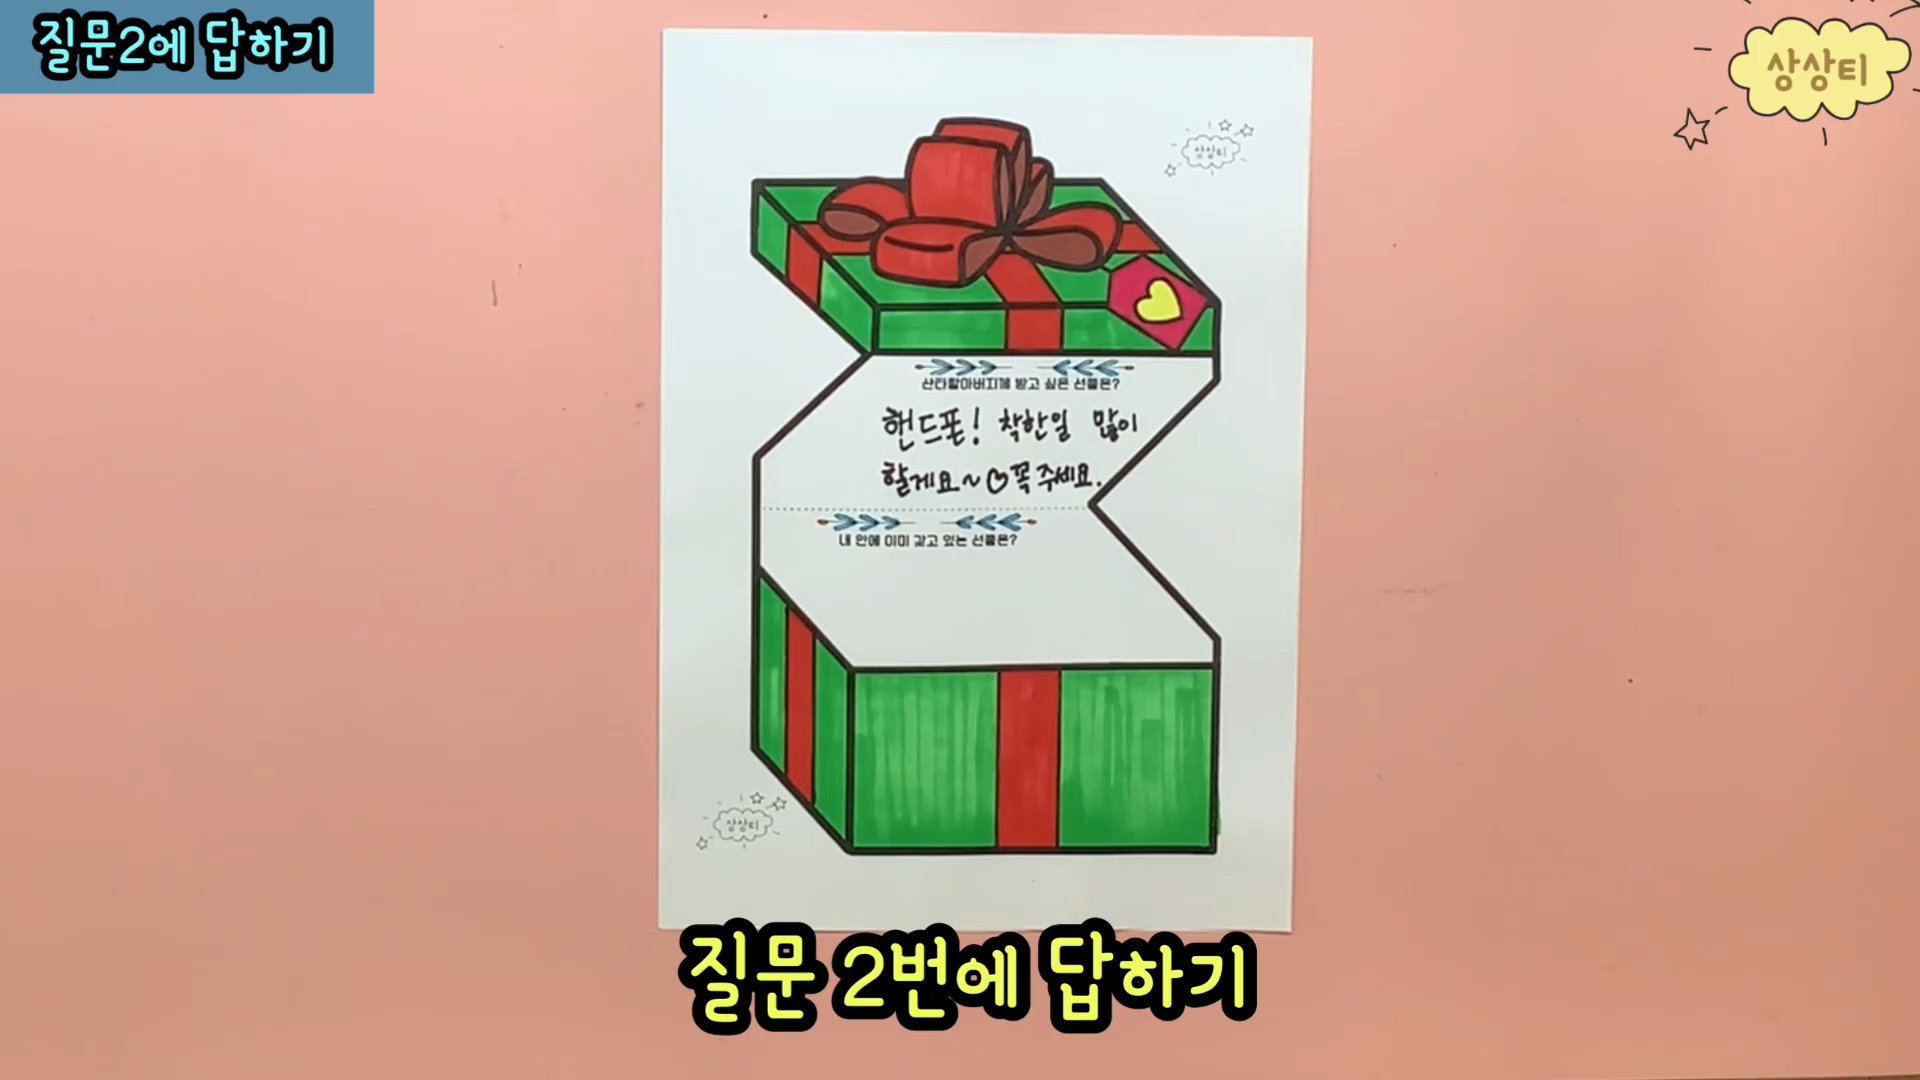 질문2에 답하기
상상티
상상티
산타할아버지께 받고 싶은 선물은?
핸드폰! 착한일 많이
할게요~♡꼭주세요.
내 안에 이미 갖고 있는 선물은?
상상티
질문 2번에 답하기